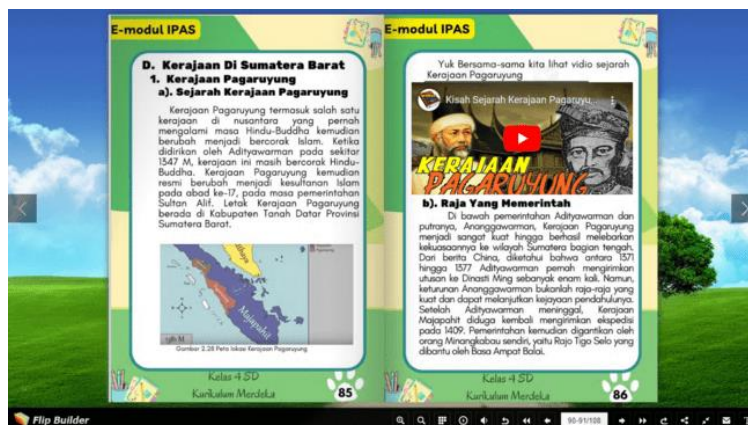 E-modul IPAS
D. Kerajaan Di Sumatera Barat
1. Kerajaan Pagaruyung
a). Sejarah Kerajaan Pagaruyung
Kerajaan Pagaruyung termasuk salah satu
kerajaan di nusantara yang pernah
mengalami masa Hindu-Buddha kemudian
berubah menjadi bercorak Islam. Ketika
didirikan oleh Adityawarman pada sekitar
1347 M, kerajaan ini masih bercorak Hindu-
Buddha. Kerajaan Pagaruyung kemudian
resmi berubah menjadi kesultanan Islam
pada abad ke-17, pada masa pemerintahan
Sultan Alif. Letak Kerajaan Pagaruyung
berada di Kabupaten Tanah Datar Provinsi
Sumatera Barat.
Majapahit
Gambar 2.28 Peta lokasi Kerajaan Pagaruyung
Kelas 4 SD
Kurikulum Merdeka
85
E-modul IPAS
Yuk Bersama-sama kita lihat vidio sejarah
Kerajaan Pagaruyung
Kisah Sejarah Kerajaan Pagaruyu...
KERAJAAN
PAGARUYUNG
b). Raja Yang Memerintah
Di bawah pemerintahan Adityawarman dan
putranya, Ananggawarman, Kerajaan Pagaruyung
menjadi sangat kuat hingga berhasil melebarkan
kekuasaannya ke wilayah Sumatera bagian tengah.
Dari berita China, diketahui bahwa antara 1371
hingga 1377 Adityawarman pernah mengirimkan
utusan ke Dinasti Ming sebanyak enam kali. Namun,
keturunan Ananggawarman bukanlah raja-raja yang
kuat dan dapat melanjutkan kejayaan pendahulunya.
Setelah Adityawarman meninggal, Kerajaan
Majapahit diduga kembali mengirimkan ekspedisi
pada 1409. Pemerintahan kemudian digantikan oleh
orang Minangkabau sendiri, yaitu Rajo Tigo Selo yang
dibantu oleh Basa Ampat Balai.
Kelas 4 SD
Kurikulum Merdeka
86
Flip Builder
90-91/108